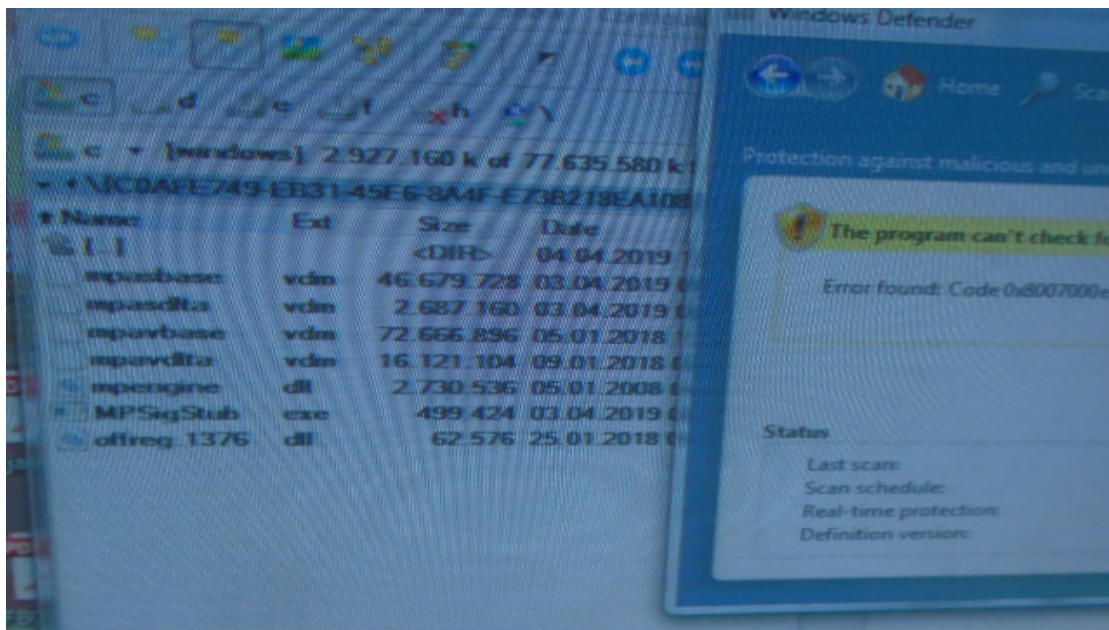 c d e f h \
c [windows] 2.927.160 k of 77.635.580 k
Name Ext Size Date
[..] <DIR> 04.04.2019
mpasbase vdm 46.679.728 03.04.2019
mpasdlta vdm 2.687.160 03.04.2019
mpavbase vdm 72.666.896 05.01.2018
mpavdlta vdm 16.121.104 09.01.2018
mpengine dll 2.730.536 05.01.2008
MPSigStub exe 499.424 03.04.2019
offreg_1376 dll 62.576 25.01.2018
Windows Defender
Home
Protection against malicious and
The program can't check
Error found: Code 0x8007000e
Status
Last scan:
Scan schedule:
Real-time protection:
Definition version: